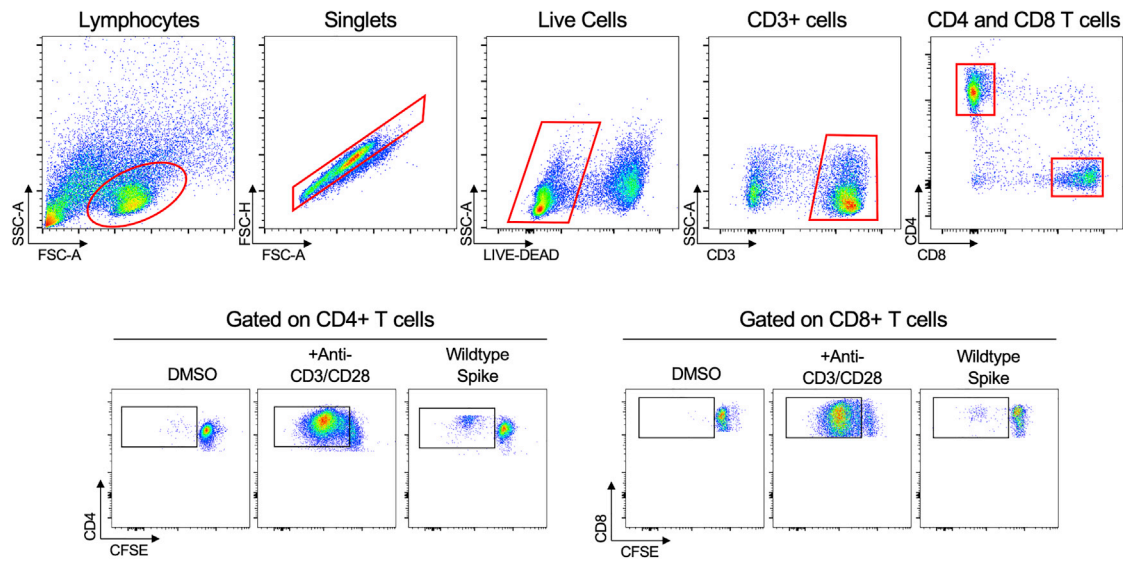 Lymphocytes
Singlets
Live Cells
CD3+ cells
CD4 and CD8 T cells
SSC-A
FSC-A
FSC-H
FSC-A
SSC-A
LIVE-DEAD
SSC-A
CD3
CD4
CD8
Gated on CD4+ T cells
DMSO
+Anti-
CD3/CD28
Wildtype
Spike
CD4
CFSE
Gated on CD8+ T cells
DMSO
+Anti-
CD3/CD28
Wildtype
Spike
CD8
CFSE